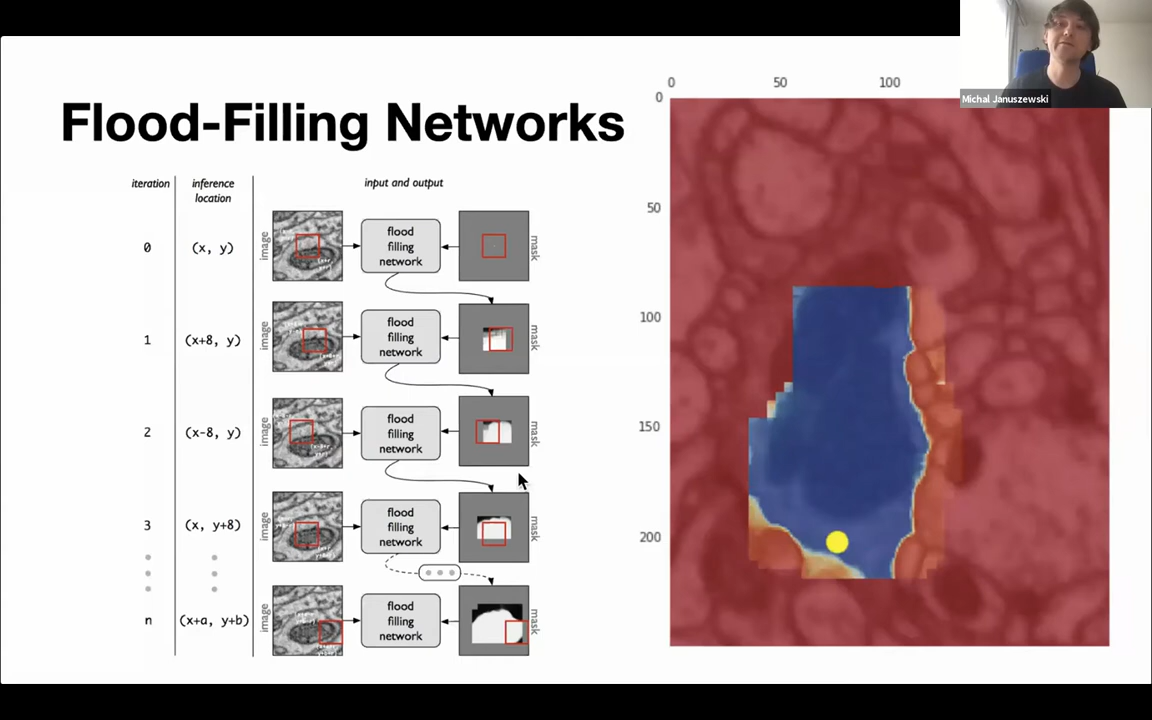 Michal Januszewski
Flood-Filling Networks
iteration
inference
location
input and output
0
(x, y)
image
flood
filling
network
mask
1
(x+8, y)
image
flood
filling
network
mask
2
(x-8, y)
image
flood
filling
network
mask
3
(x, y+8)
image
flood
filling
network
mask
n
(x+a, y+b)
image
flood
filling
network
mask
0
50
100
0
50
100
150
200